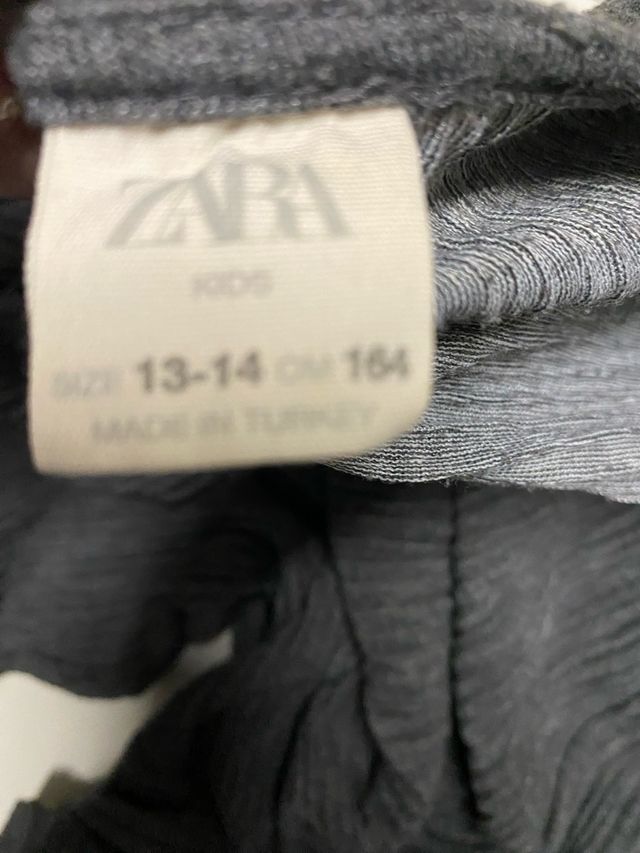 ZARA
KIDS
SIZE 13-14 CM 164
MADE IN TURKEY